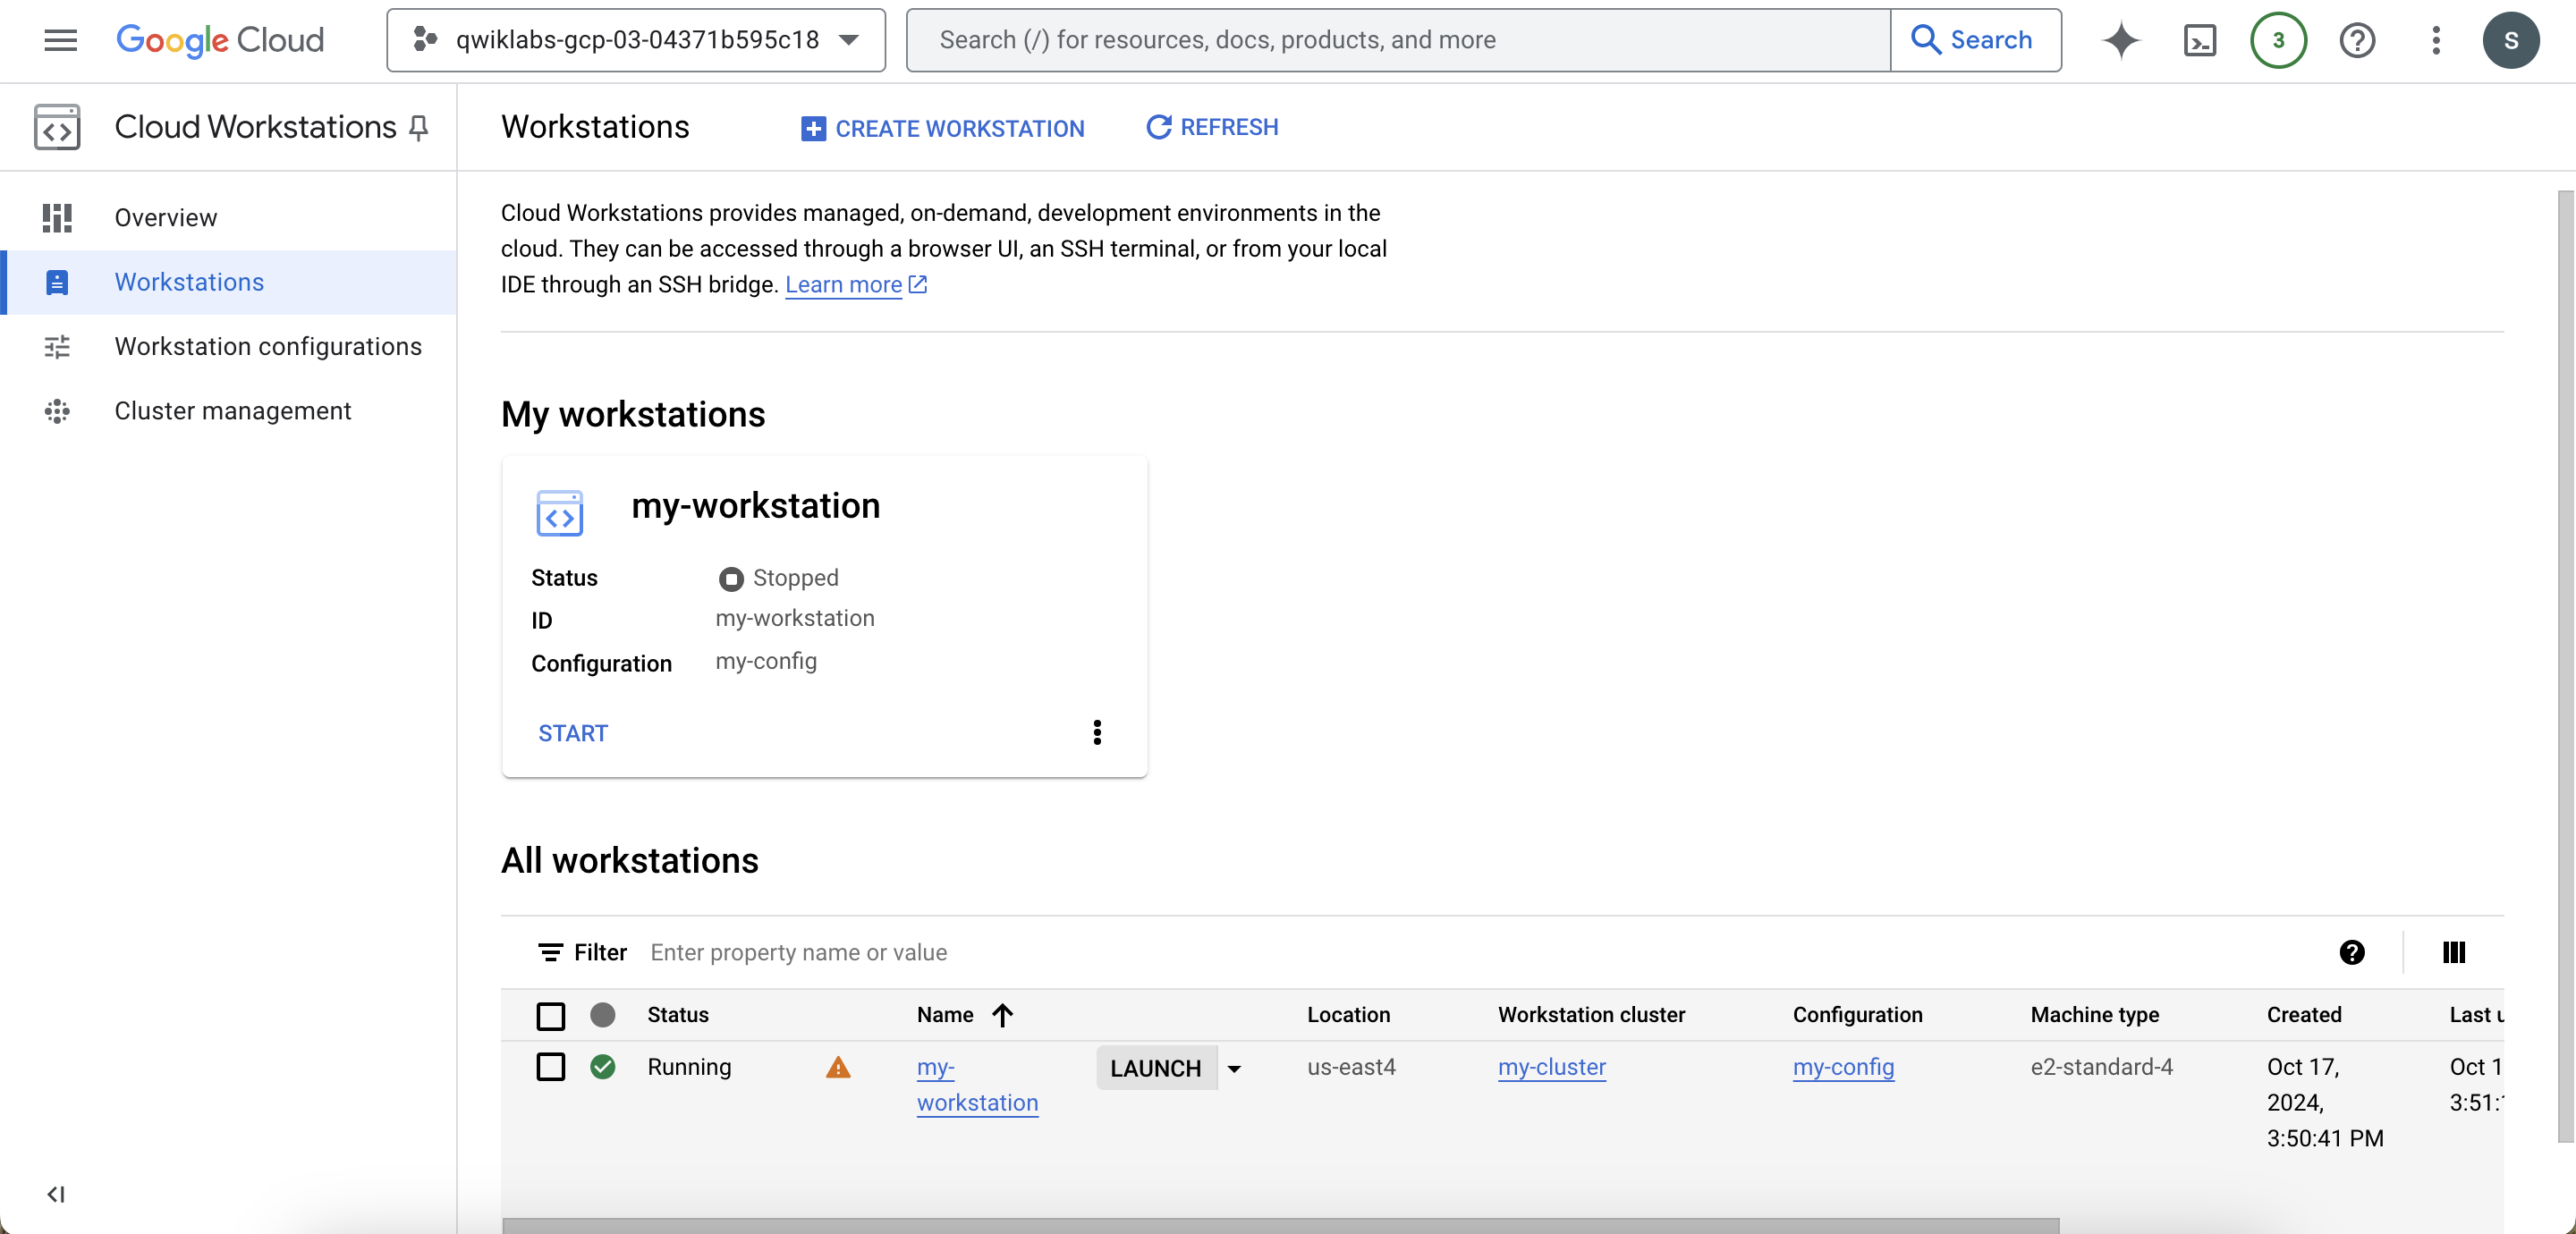 Google Cloud
qwiklabs-gcp-03-04371b595c18
Search (/) for resources, docs, products, and more
Search
3
S
Cloud Workstations
Workstations
CREATE WORKSTATION
REFRESH
Overview
Workstations
Workstation configurations
Cluster management
Cloud Workstations provides managed, on-demand, development environments in the
cloud. They can be accessed through a browser UI, an SSH terminal, or from your local
IDE through an SSH bridge. Learn more
My workstations
my-workstation
Status Stopped
ID my-workstation
Configuration my-config
START
All workstations
Filter Enter property name or value
Status Name Location Workstation cluster Configuration Machine type Created Last
Running my- LAUNCH us-east4 my-cluster my-config e2-standard-4 Oct 17, Oct 1
workstation 2024, 3:51:
3:50:41 PM